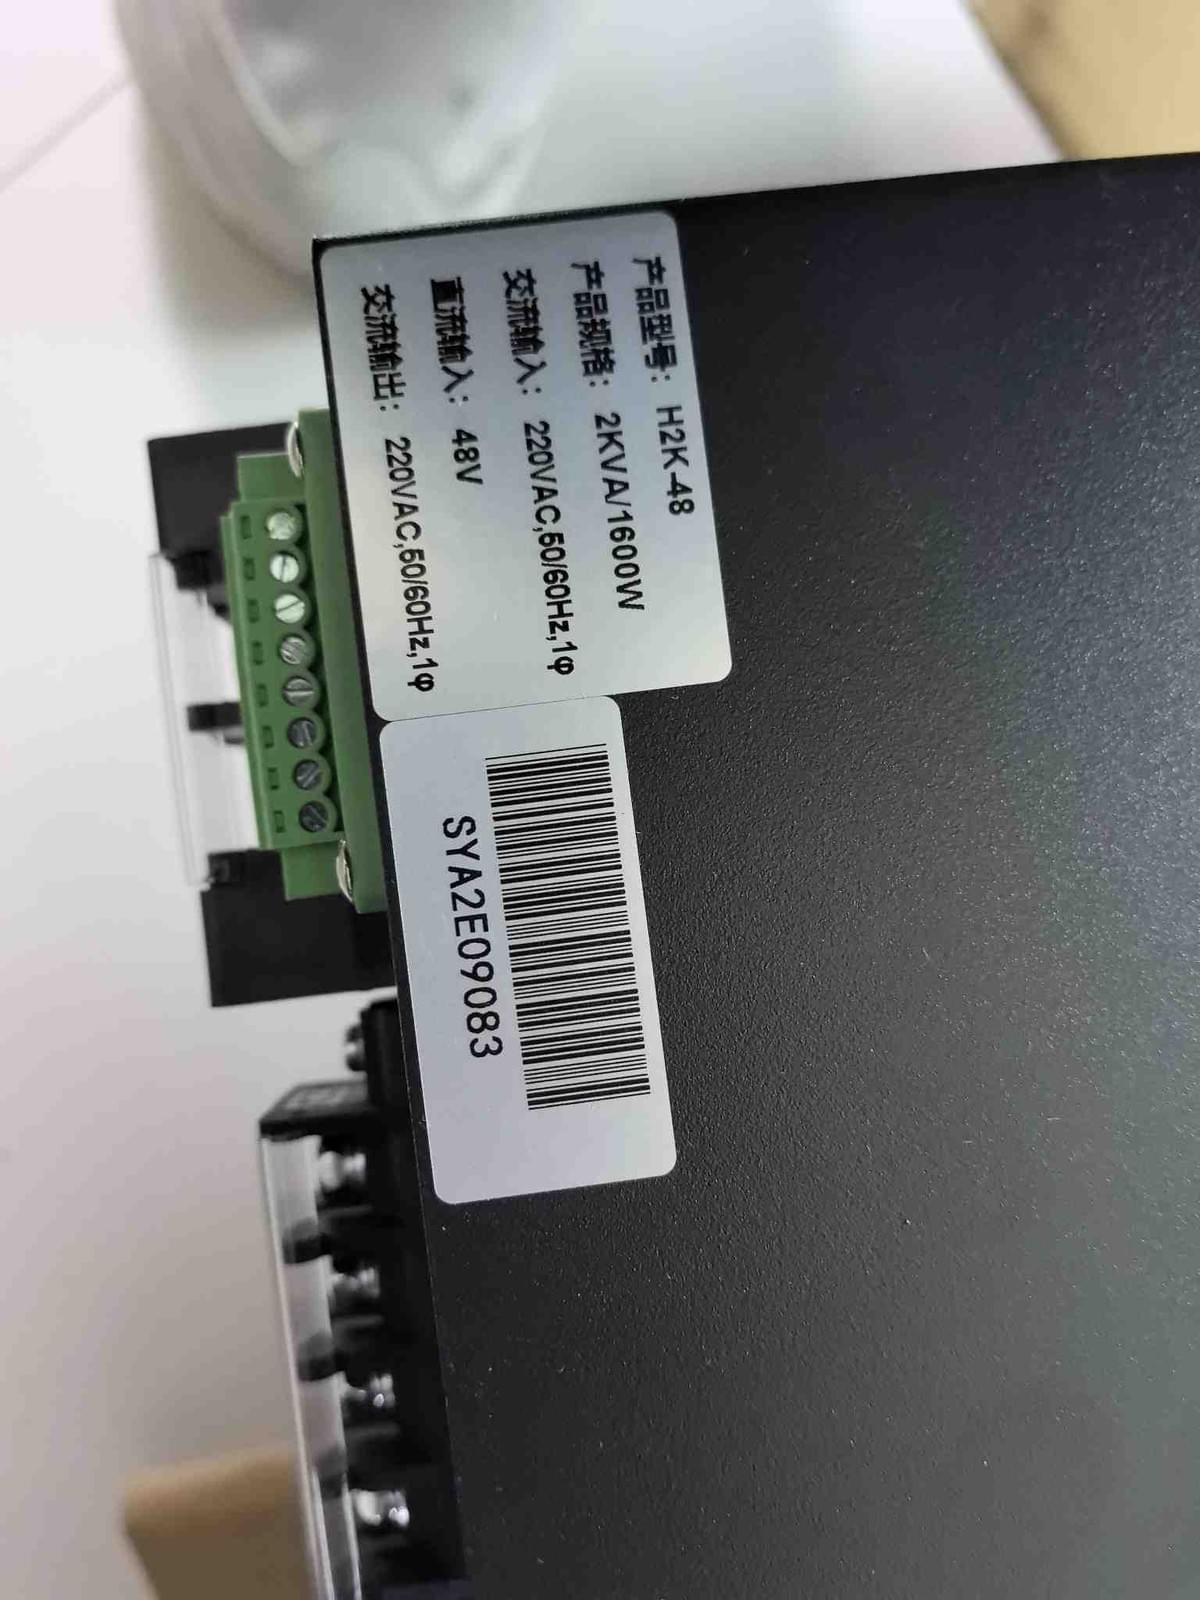 产品型号：H2K-48
产品规格：2KVA/1600W
交流输入：220VAC,50/60Hz,1φ
直流输入：48V
交流输出：220VAC,50/60Hz,1φ
SYA2E09083